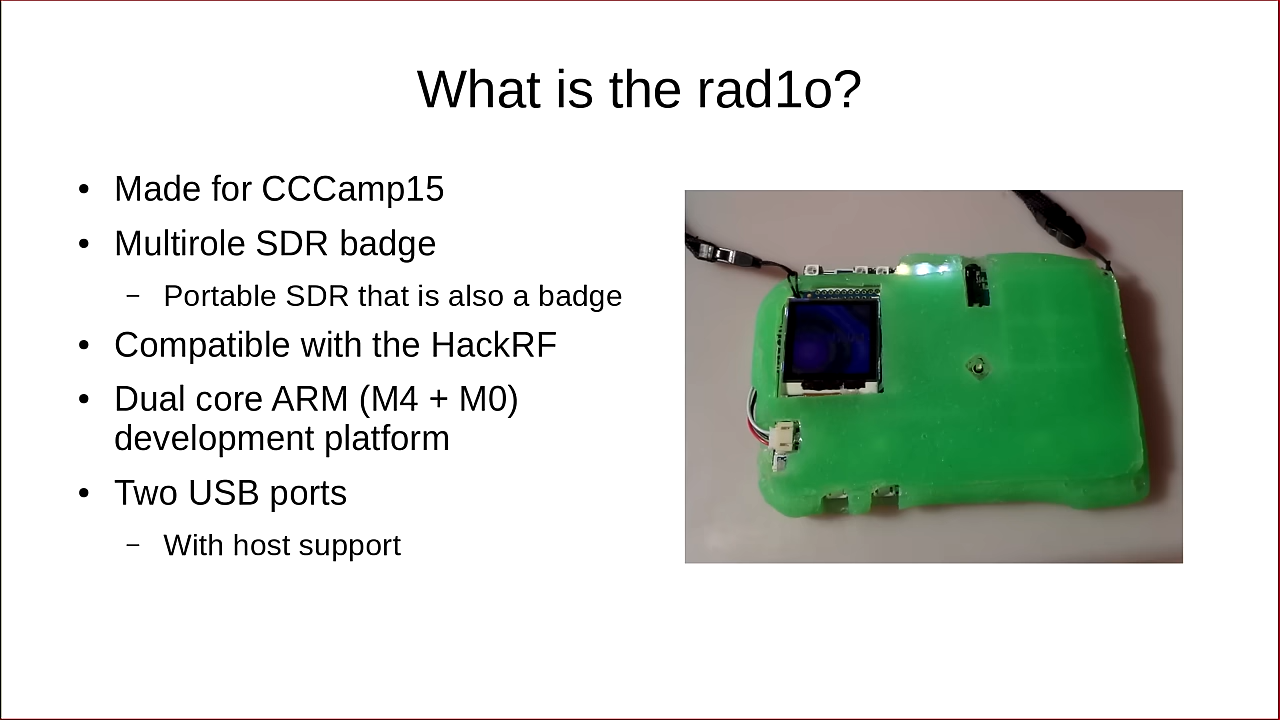 What is the rad1o?
• Made for CCCamp15
• Multirole SDR badge
– Portable SDR that is also a badge
• Compatible with the HackRF
• Dual core ARM (M4 + M0)
development platform
• Two USB ports
– With host support